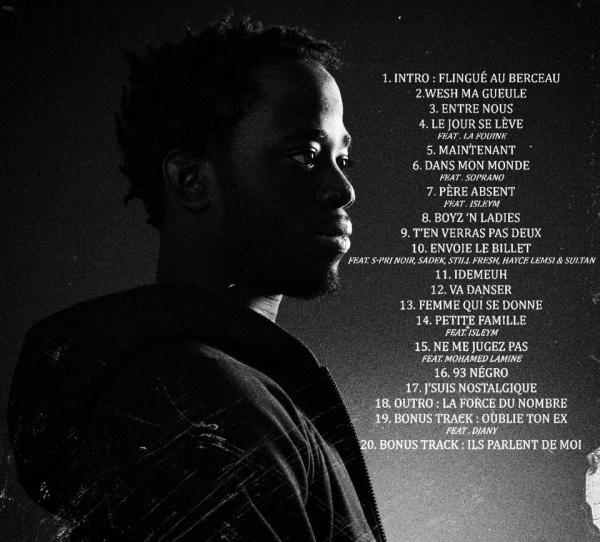 1. INTRO : FLINGUÉ AU BERCEAU
2.WESH MA GUEULE
3. ENTRE NOUS
4. LE JOUR SE LÈVE
FEAT . LA FOUINE
5. MAINTENANT
6. DANS MON MONDE
FEAT . SOPRANO
7. PÈRE ABSENT
FEAT . ISLEYM
8. BOYZ 'N LADIES
9. T'EN VERRAS PAS DEUX
10. ENVOIE LE BILLET
FEAT. S-PRI NOIR, SADEK, STILL FRESH, HAYCE LEMSI & SULTAN
11. IDEMEUH
12. VA DANSER
13. FEMME QUI SE DONNE
14. PETITE FAMILLE
FEAT. ISLEYM
15. NE ME JUGEZ PAS
FEAT. MOHAMED LAMINE
16. 93 NÉGRO
17. J'SUIS NOSTALGIQUE
18. OUTRO : LA FORCE DU NOMBRE
19. BONUS TRACK : OUBLIE TON EX
FEAT . DJANY
20. BONUS TRACK : ILS PARLENT DE MOI